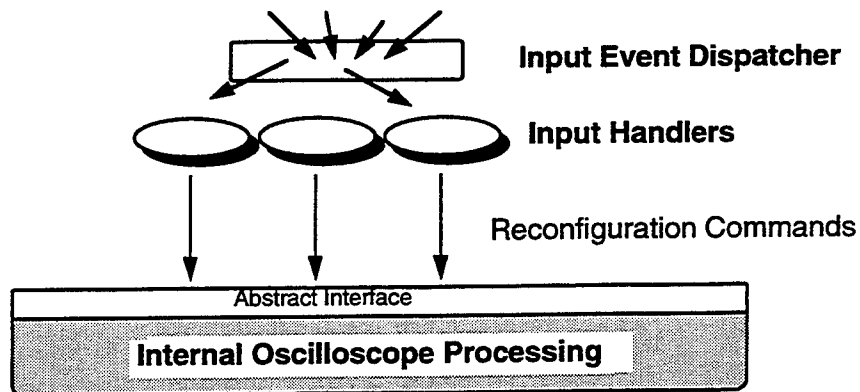 Input Event Dispatcher
Input Handlers
Reconfiguration Commands
Abstract Interface
Internal Oscilloscope Processing